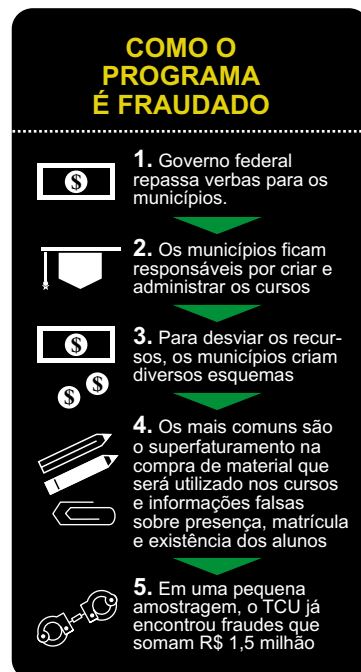 COMO O
PROGRAMA
É FRAUDADO
1. Governo federal
repassa verbas para os
municípios.
2. Os municípios ficam
responsáveis por criar e
administrar os cursos
3. Para desviar os recur-
sos, os municípios criam
diversos esquemas
4. Os mais comuns são
o superfaturamento na
compra de material que
será utilizado nos cursos
e informações falsas
sobre presença, matrícula
e existência dos alunos
5. Em uma pequena
amostragem, o TCU já
encontrou fraudes que
somam R$ 1,5 milhão
$
$
$
$